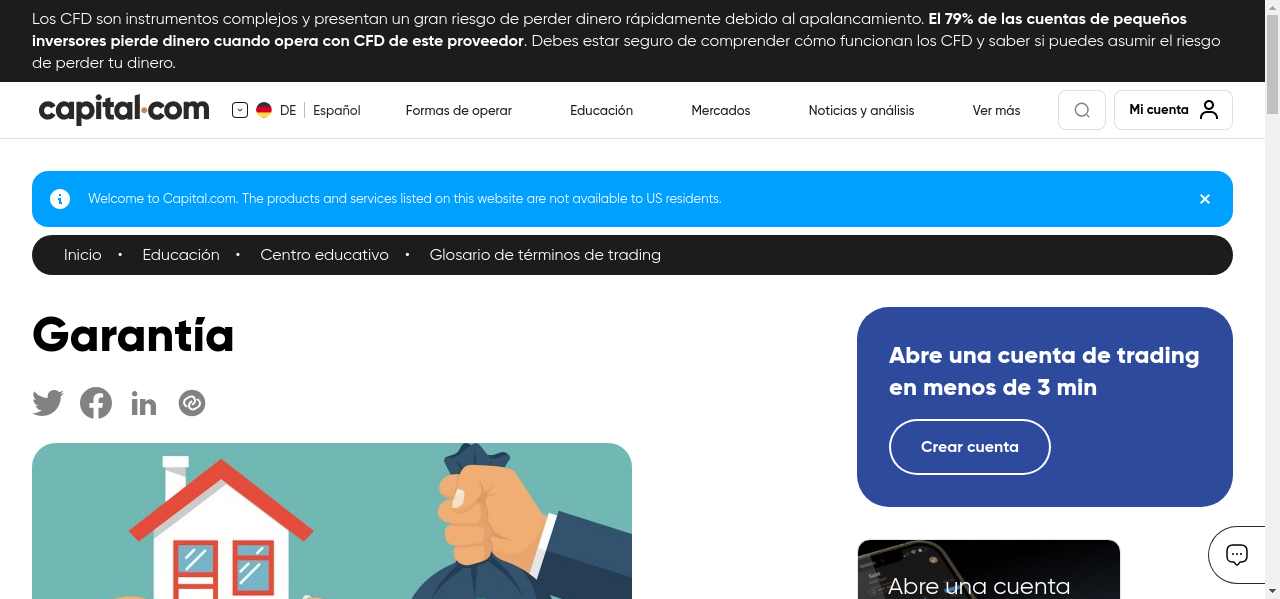 Los CFD son instrumentos complejos y presentan un gran riesgo de perder dinero rápidamente debido al apalancamiento. El 79% de las cuentas de pequeños
inversores pierde dinero cuando opera con CFD de este proveedor. Debes estar seguro de comprender cómo funcionan los CFD y saber si puedes asumir el riesgo
de perder tu dinero.
capital.com DE Español Formas de operar Educación Mercados Noticias y análisis Ver más Mi cuenta
Welcome to Capital.com. The products and services listed on this website are not available to US residents.
Inicio • Educación • Centro educativo • Glosario de términos de trading
Garantía
Abre una cuenta de trading
en menos de 3 min
Crear cuenta
Abre una cuenta